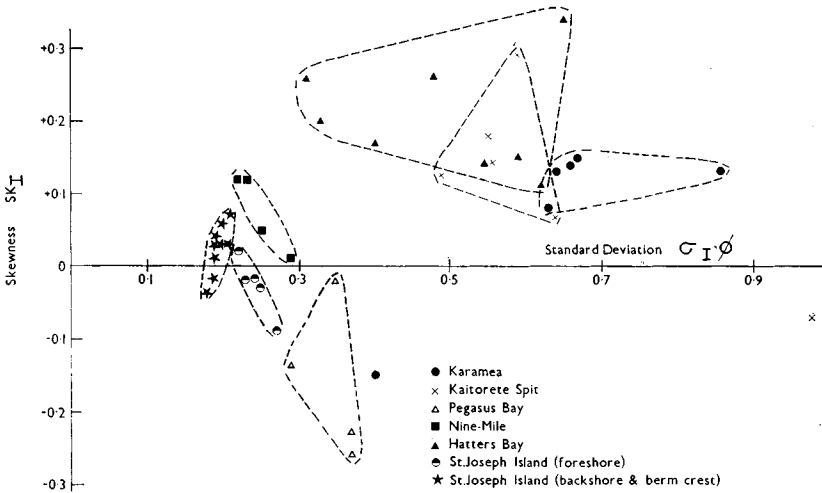 +0·3
+0·2
+0·1
0
-0·1
-0·2
-0·3
Skewness SK I
0·1
0·3
0·5
0·7
0·9
Standard Deviation σ I ϕ
Karamea
Kaitorete Spit
Pegasus Bay
Nine-Mile
Hatters Bay
St.Joseph Island (foreshore)
St.Joseph Island (backshore & berm crest)